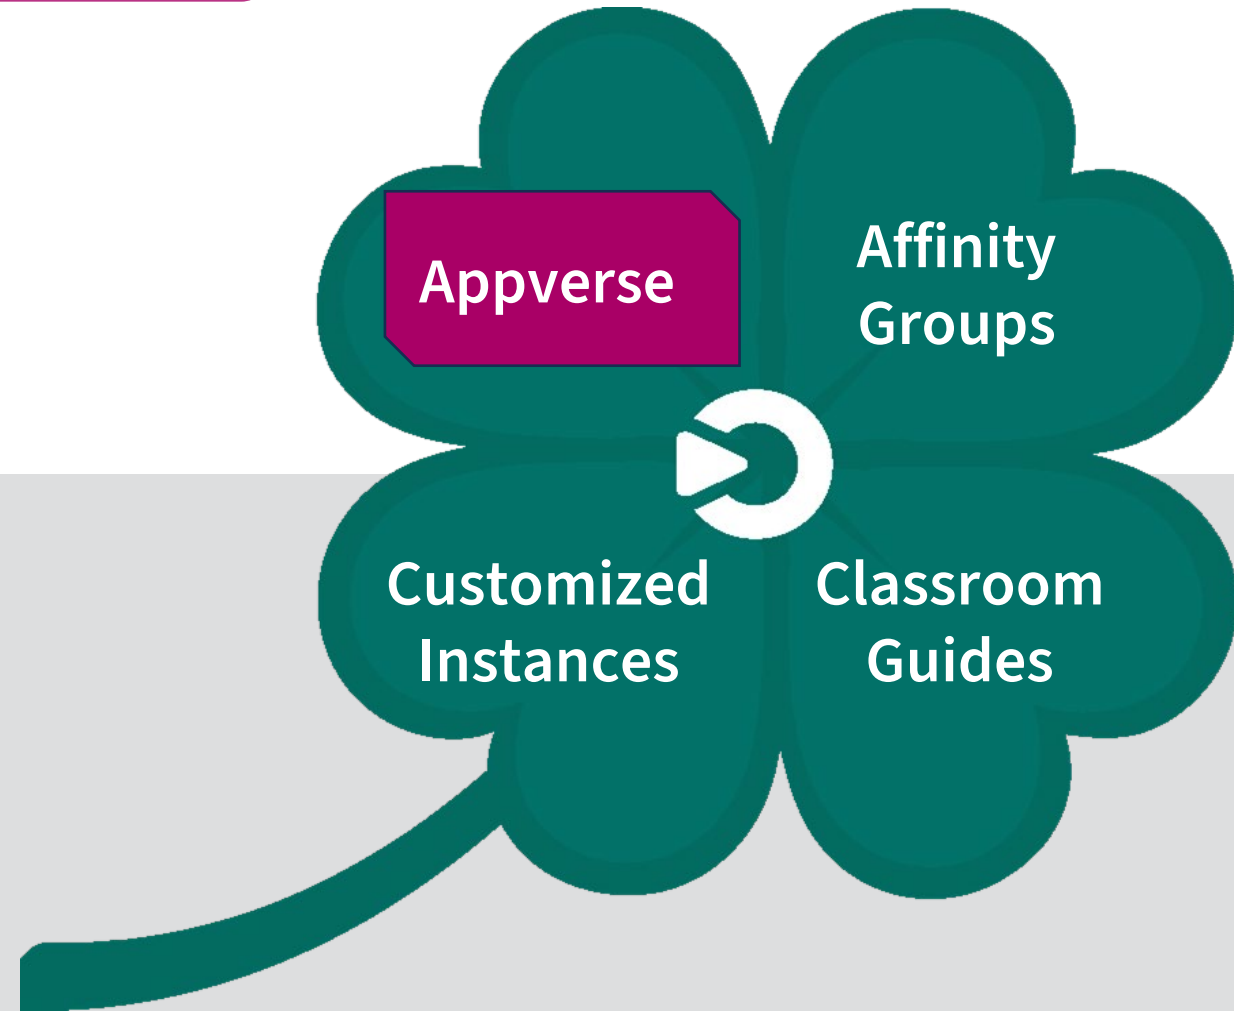 Appverse
Affinity
Groups
Customized
Instances
Classroom
Guides